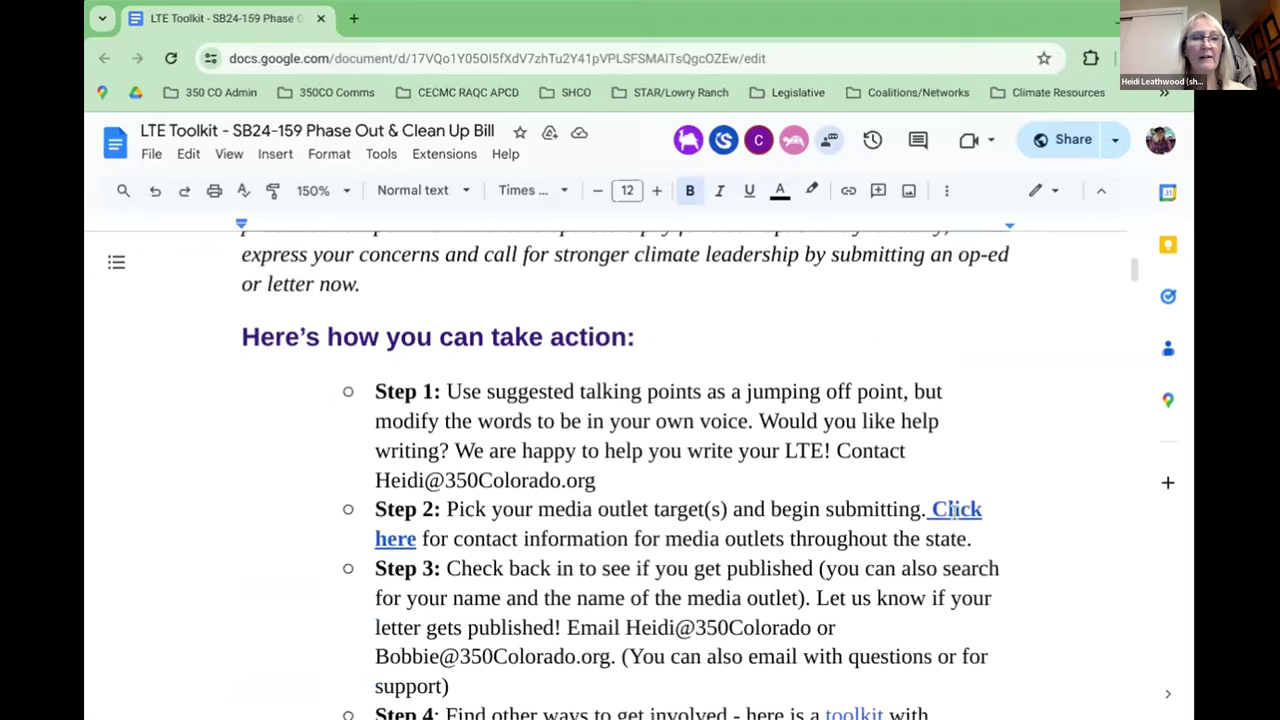 LTE Toolkit - SB24-159 Phase O
docs.google.com/document/d/17VQo1Y05OI5fXdV7zhTu2Y41pVPLSFSMAlTsQgcOZEw/edit
350 CO Admin 350CO Comms CECMC RAQC APCD SHCO STAR/Lowry Ranch Legislative Coalitions/Networks Climate Resources
Heidi Leathwood (sh...
LTE Toolkit - SB24-159 Phase Out & Clean Up Bill
File Edit View Insert Format Tools Extensions Help
C
Share
150% Normal text Times ... 12 B I U A
express your concerns and call for stronger climate leadership by submitting an op-ed
or letter now.
Here's how you can take action:
Step 1: Use suggested talking points as a jumping off point, but
modify the words to be in your own voice. Would you like help
writing? We are happy to help you write your LTE! Contact
Heidi@350Colorado.org
Step 2: Pick your media outlet target(s) and begin submitting. Click
here for contact information for media outlets throughout the state.
Step 3: Check back in to see if you get published (you can also search
for your name and the name of the media outlet). Let us know if your
letter gets published! Email Heidi@350Colorado or
Bobbie@350Colorado.org. (You can also email with questions or for
support)
Step 4: Find other ways to get involved - here is a toolkit with